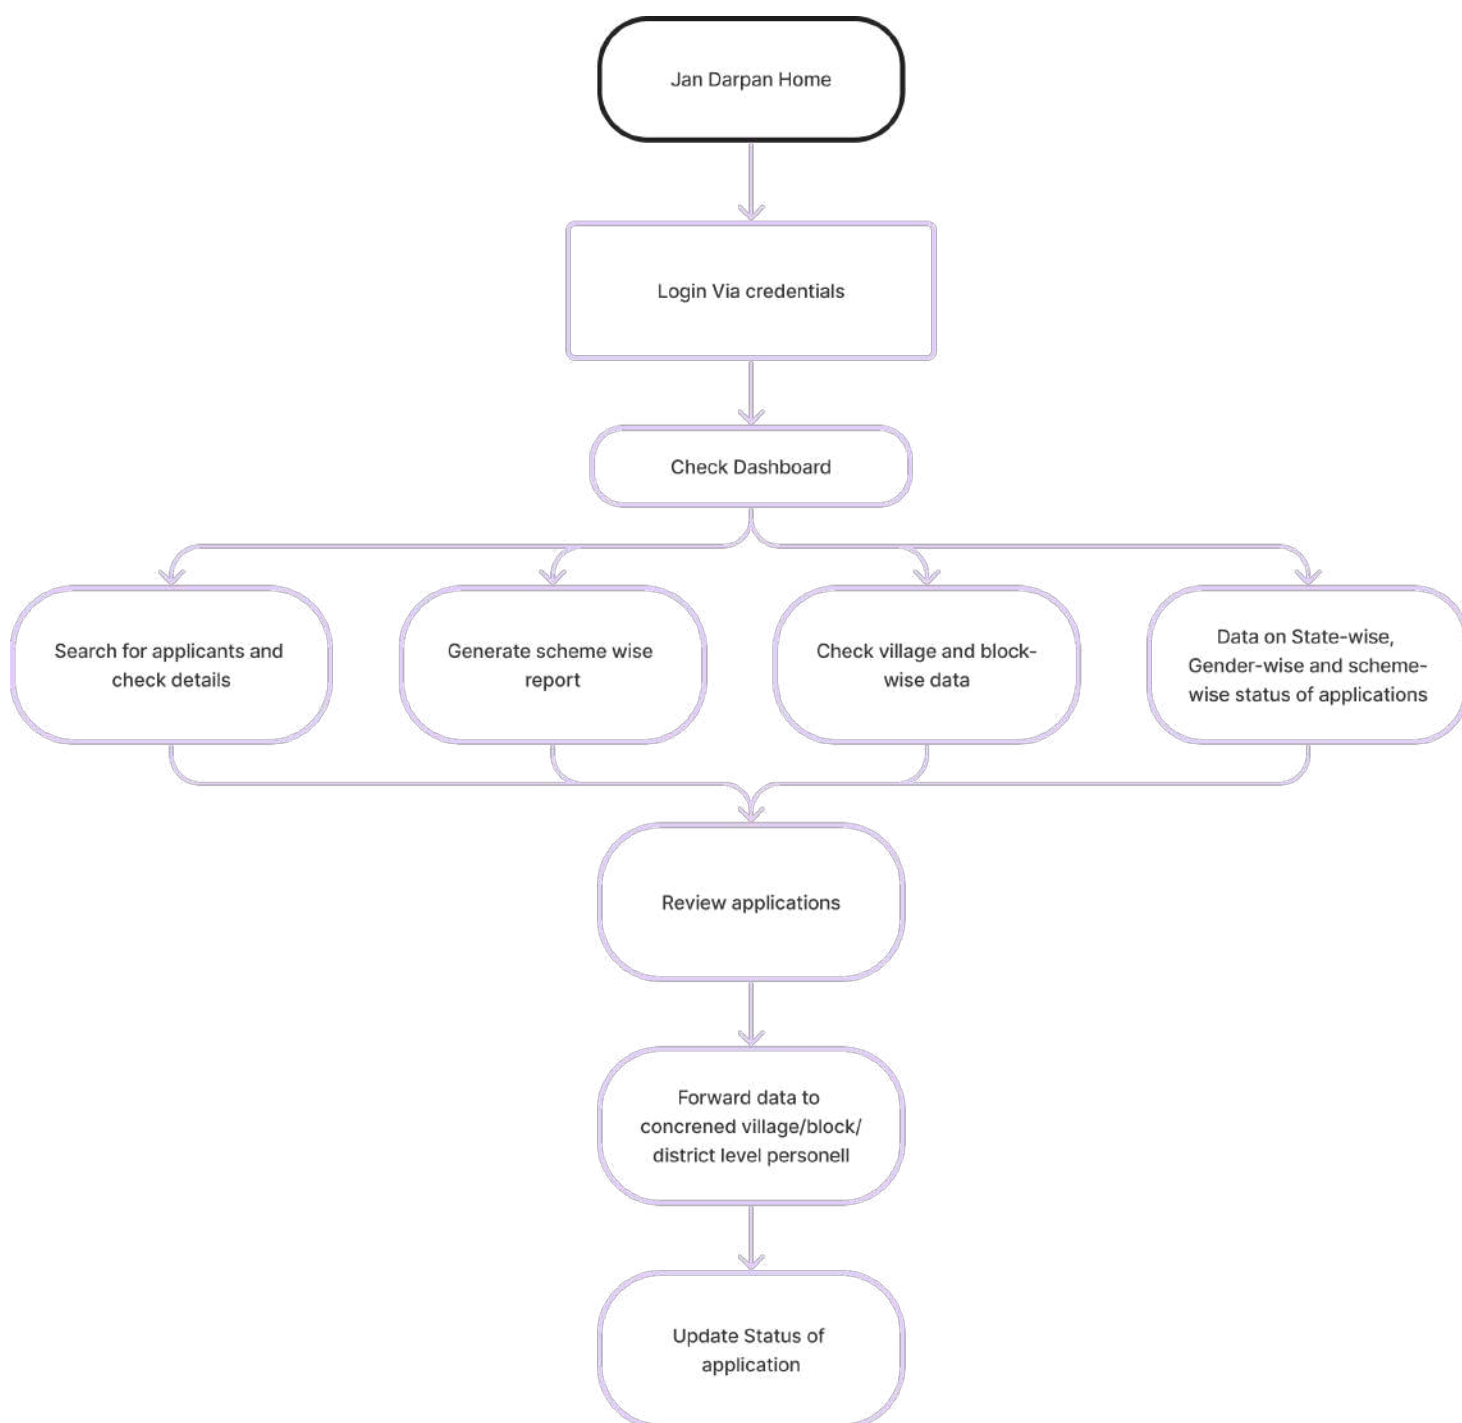 Jan Darpan Home
Login Via credentials
Check Dashboard
Search for applicants and
check details
Generate scheme wise
report
Check village and block-
wise data
Data on State-wise,
Gender-wise and scheme-
wise status of applications
Review applications
Forward data to
concrened village/block/
district level personell
Update Status of
application